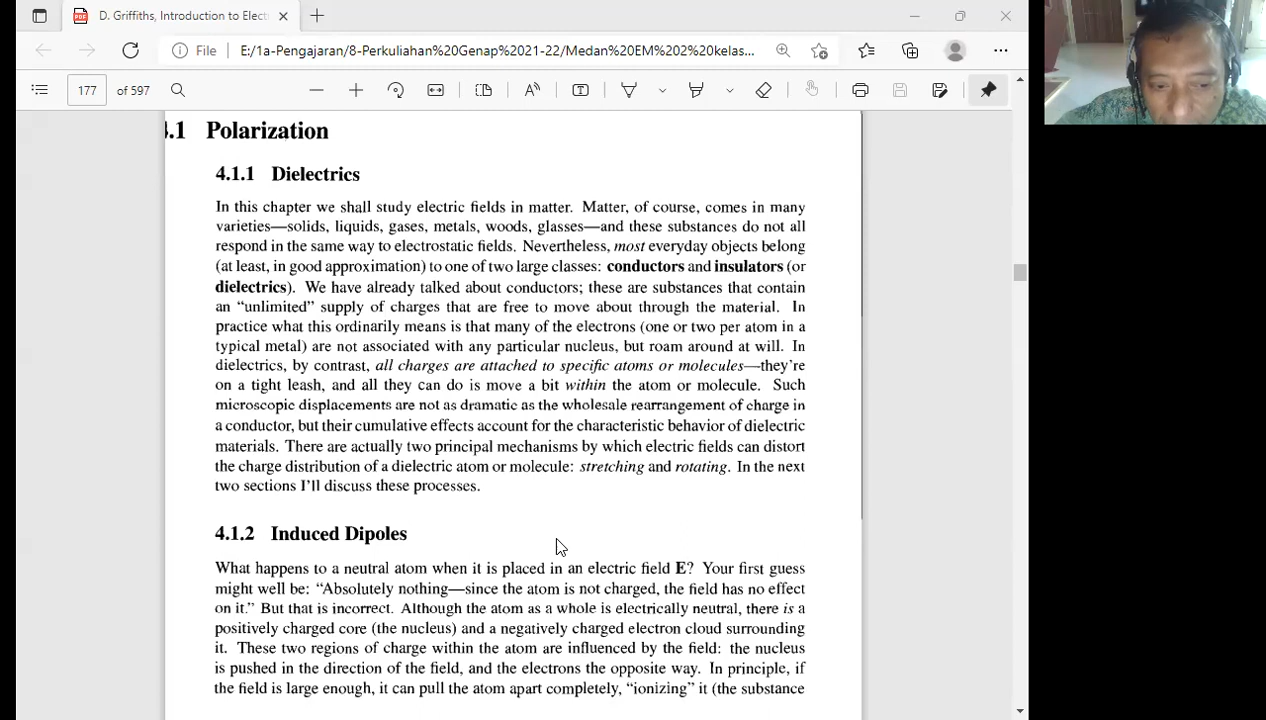 D. Griffiths, Introduction to Elect
File
E:/1a-Pengajaran/8-Perkuliahan%20Genap%2021-22/Medan%20EM%202%20kelas...
177 of 597
.1 Polarization
4.1.1 Dielectrics
In this chapter we shall study electric fields in matter. Matter, of course, comes in many
varieties—solids, liquids, gases, metals, woods, glasses—and these substances do not all
respond in the same way to electrostatic fields. Nevertheless, most everyday objects belong
(at least, in good approximation) to one of two large classes: conductors and insulators (or
dielectrics). We have already talked about conductors; these are substances that contain
an “unlimited” supply of charges that are free to move about through the material. In
practice what this ordinarily means is that many of the electrons (one or two per atom in a
typical metal) are not associated with any particular nucleus, but roam around at will. In
dielectrics, by contrast, all charges are attached to specific atoms or molecules—they’re
on a tight leash, and all they can do is move a bit within the atom or molecule. Such
microscopic displacements are not as dramatic as the wholesale rearrangement of charge in
a conductor, but their cumulative effects account for the characteristic behavior of dielectric
materials. There are actually two principal mechanisms by which electric fields can distort
the charge distribution of a dielectric atom or molecule: stretching and rotating. In the next
two sections I’ll discuss these processes.
4.1.2 Induced Dipoles
What happens to a neutral atom when it is placed in an electric field E? Your first guess
might well be: “Absolutely nothing—since the atom is not charged, the field has no effect
on it.” But that is incorrect. Although the atom as a whole is electrically neutral, there is a
positively charged core (the nucleus) and a negatively charged electron cloud surrounding
it. These two regions of charge within the atom are influenced by the field: the nucleus
is pushed in the direction of the field, and the electrons the opposite way. In principle, if
the field is large enough, it can pull the atom apart completely, “ionizing” it (the substance